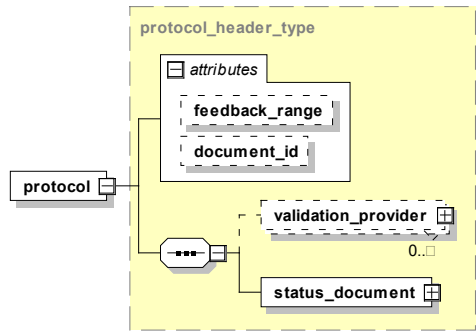 protocol_header_type
attributes
feedback_range
document_id
protocol
validation_provider
0..□
status_document